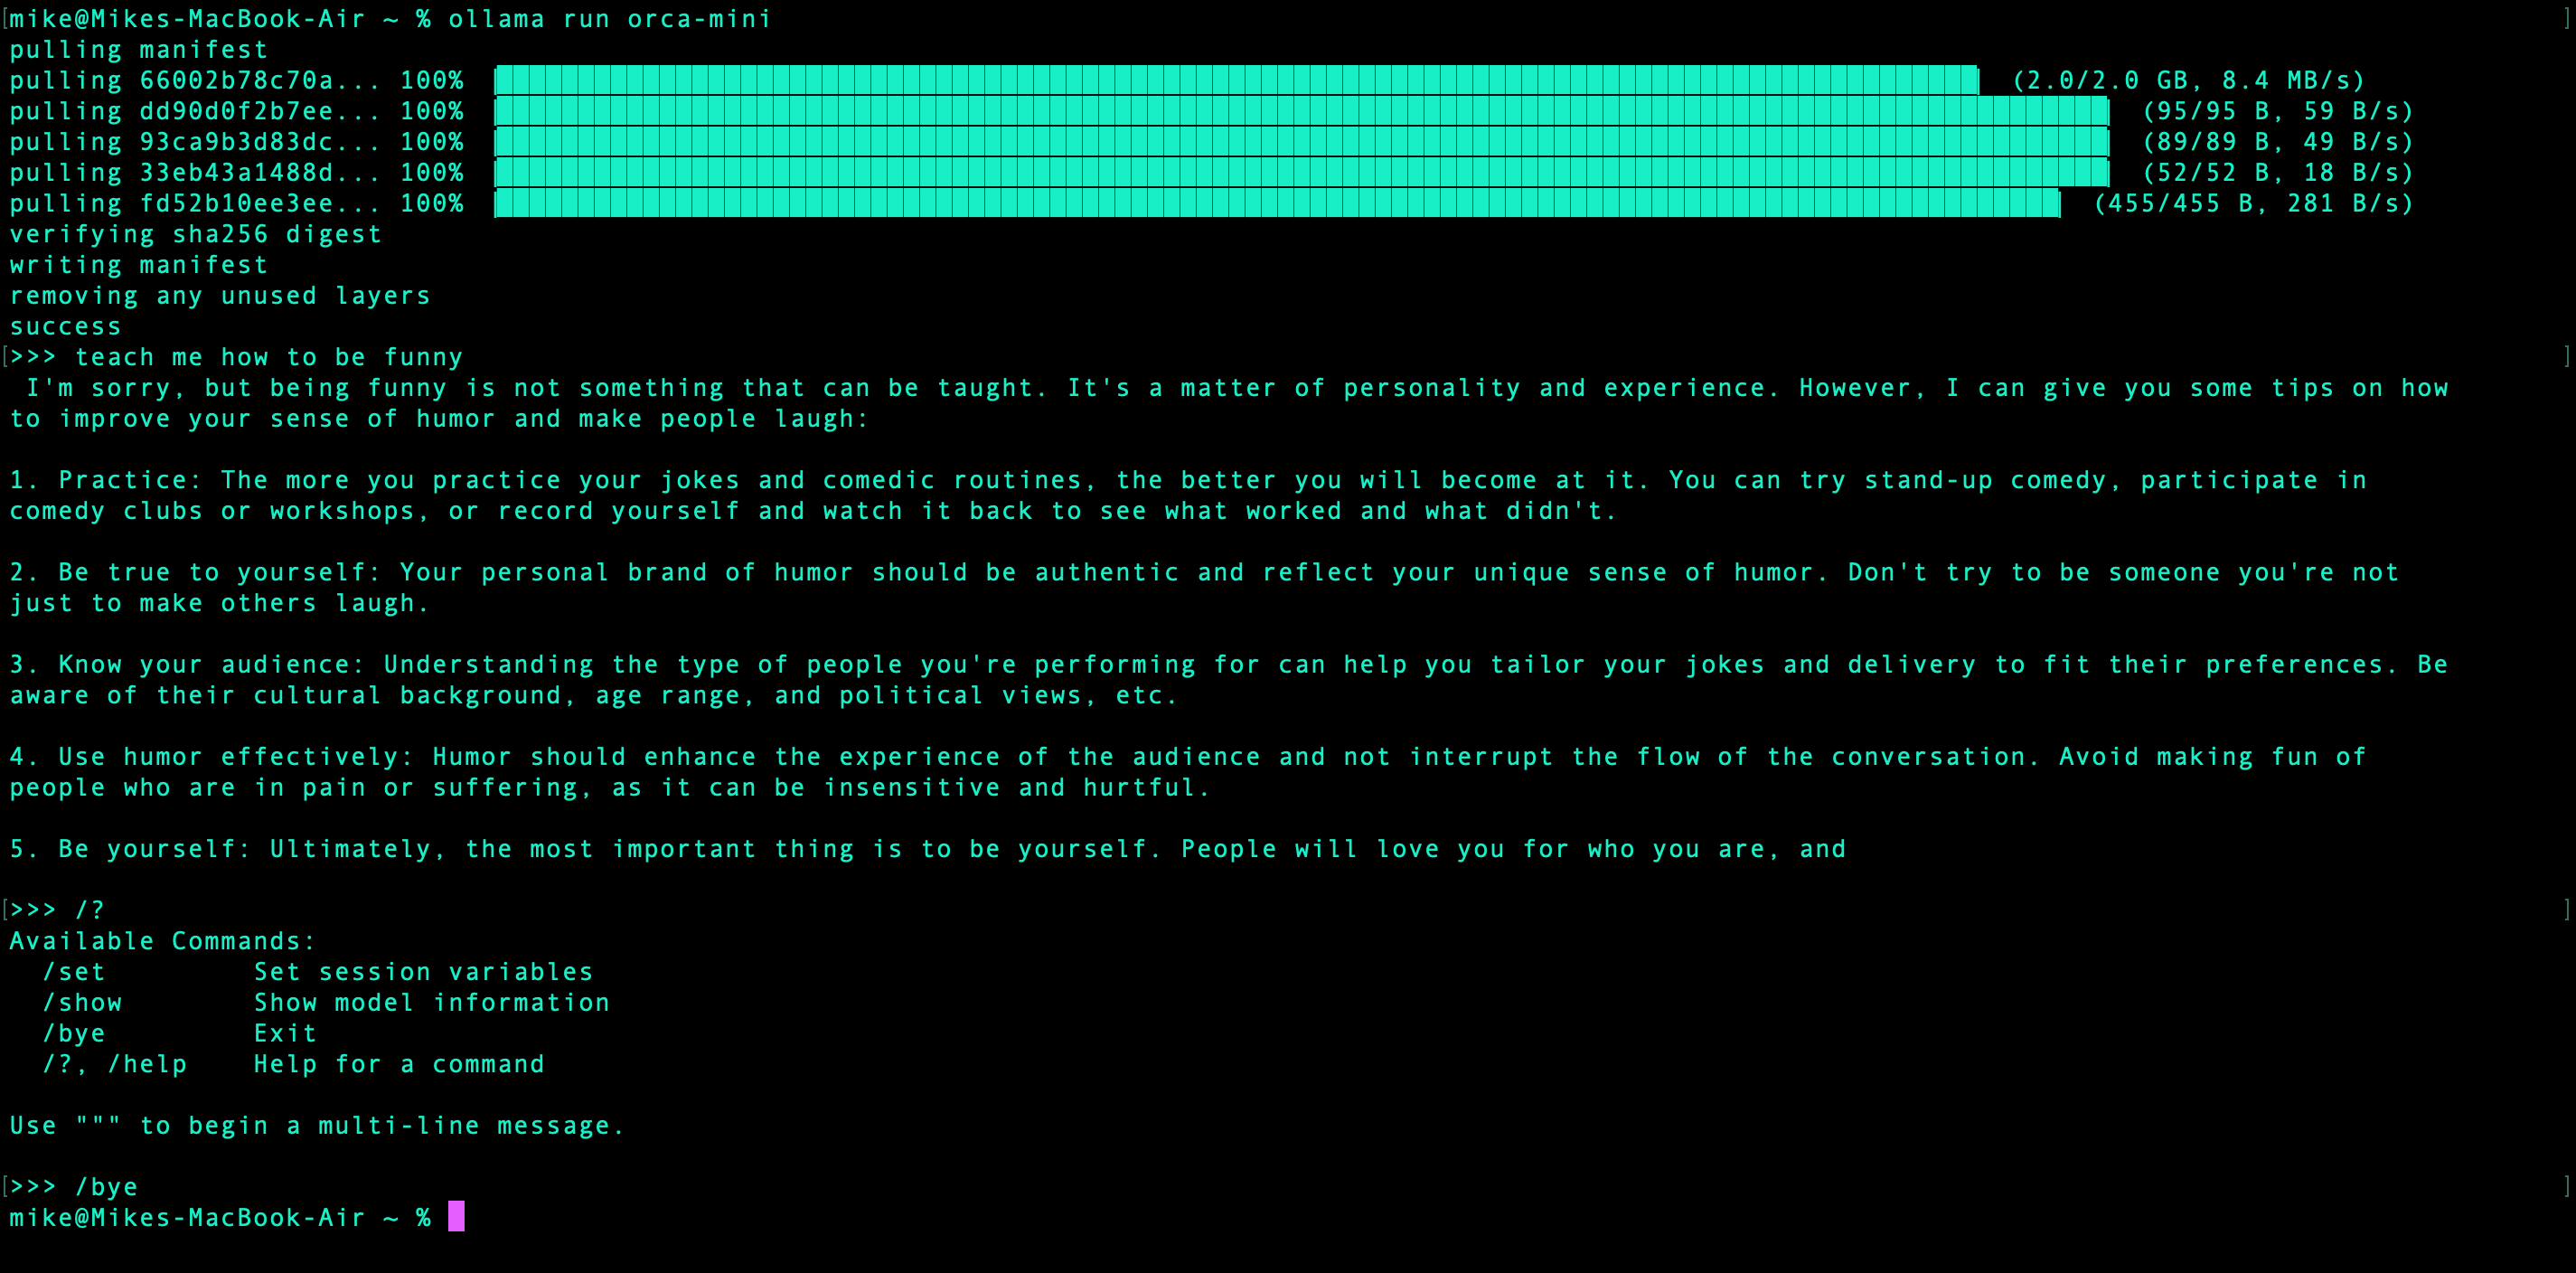 [mike@Mikes-MacBook-Air ~ % ollama run orca-mini ]
pulling manifest
pulling 66002b78c70a... 100% (2.0/2.0 GB, 8.4 MB/s)
pulling dd90d0f2b7ee... 100% (95/95 B, 59 B/s)
pulling 93ca9b3d83dc... 100% (89/89 B, 49 B/s)
pulling 33eb43a1488d... 100% (52/52 B, 18 B/s)
pulling fd52b10ee3ee... 100% (455/455 B, 281 B/s)
verifying sha256 digest
writing manifest
removing any unused layers
success
[>>> teach me how to be funny ]
I'm sorry, but being funny is not something that can be taught. It's a matter of personality and experience. However, I can give you some tips on how
to improve your sense of humor and make people laugh:
1. Practice: The more you practice your jokes and comedic routines, the better you will become at it. You can try stand-up comedy, participate in
comedy clubs or workshops, or record yourself and watch it back to see what worked and what didn't.
2. Be true to yourself: Your personal brand of humor should be authentic and reflect your unique sense of humor. Don't try to be someone you're not
just to make others laugh.
3. Know your audience: Understanding the type of people you're performing for can help you tailor your jokes and delivery to fit their preferences. Be
aware of their cultural background, age range, and political views, etc.
4. Use humor effectively: Humor should enhance the experience of the audience and not interrupt the flow of the conversation. Avoid making fun of
people who are in pain or suffering, as it can be insensitive and hurtful.
5. Be yourself: Ultimately, the most important thing is to be yourself. People will love you for who you are, and
[>>> /? ]
Available Commands:
/set Set session variables
/show Show model information
/bye Exit
/?, /help Help for a command
Use """ to begin a multi-line message.
[>>> /bye ]
mike@Mikes-MacBook-Air ~ %